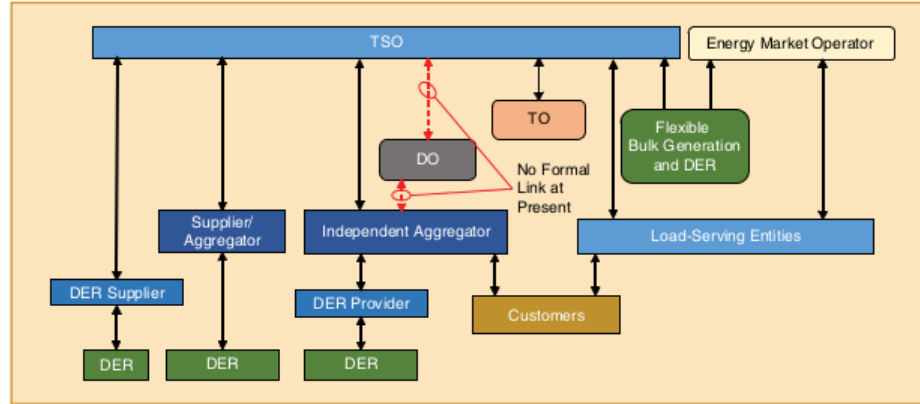 TSO
Energy Market Operator
TO
Flexible
Bulk Generation
and DER
DO
No Formal
Link at
Present
Supplier/
Aggregator
Independent Aggregator
Load-Serving Entities
DER Supplier
DER Provider
Customers
DER
DER
DER